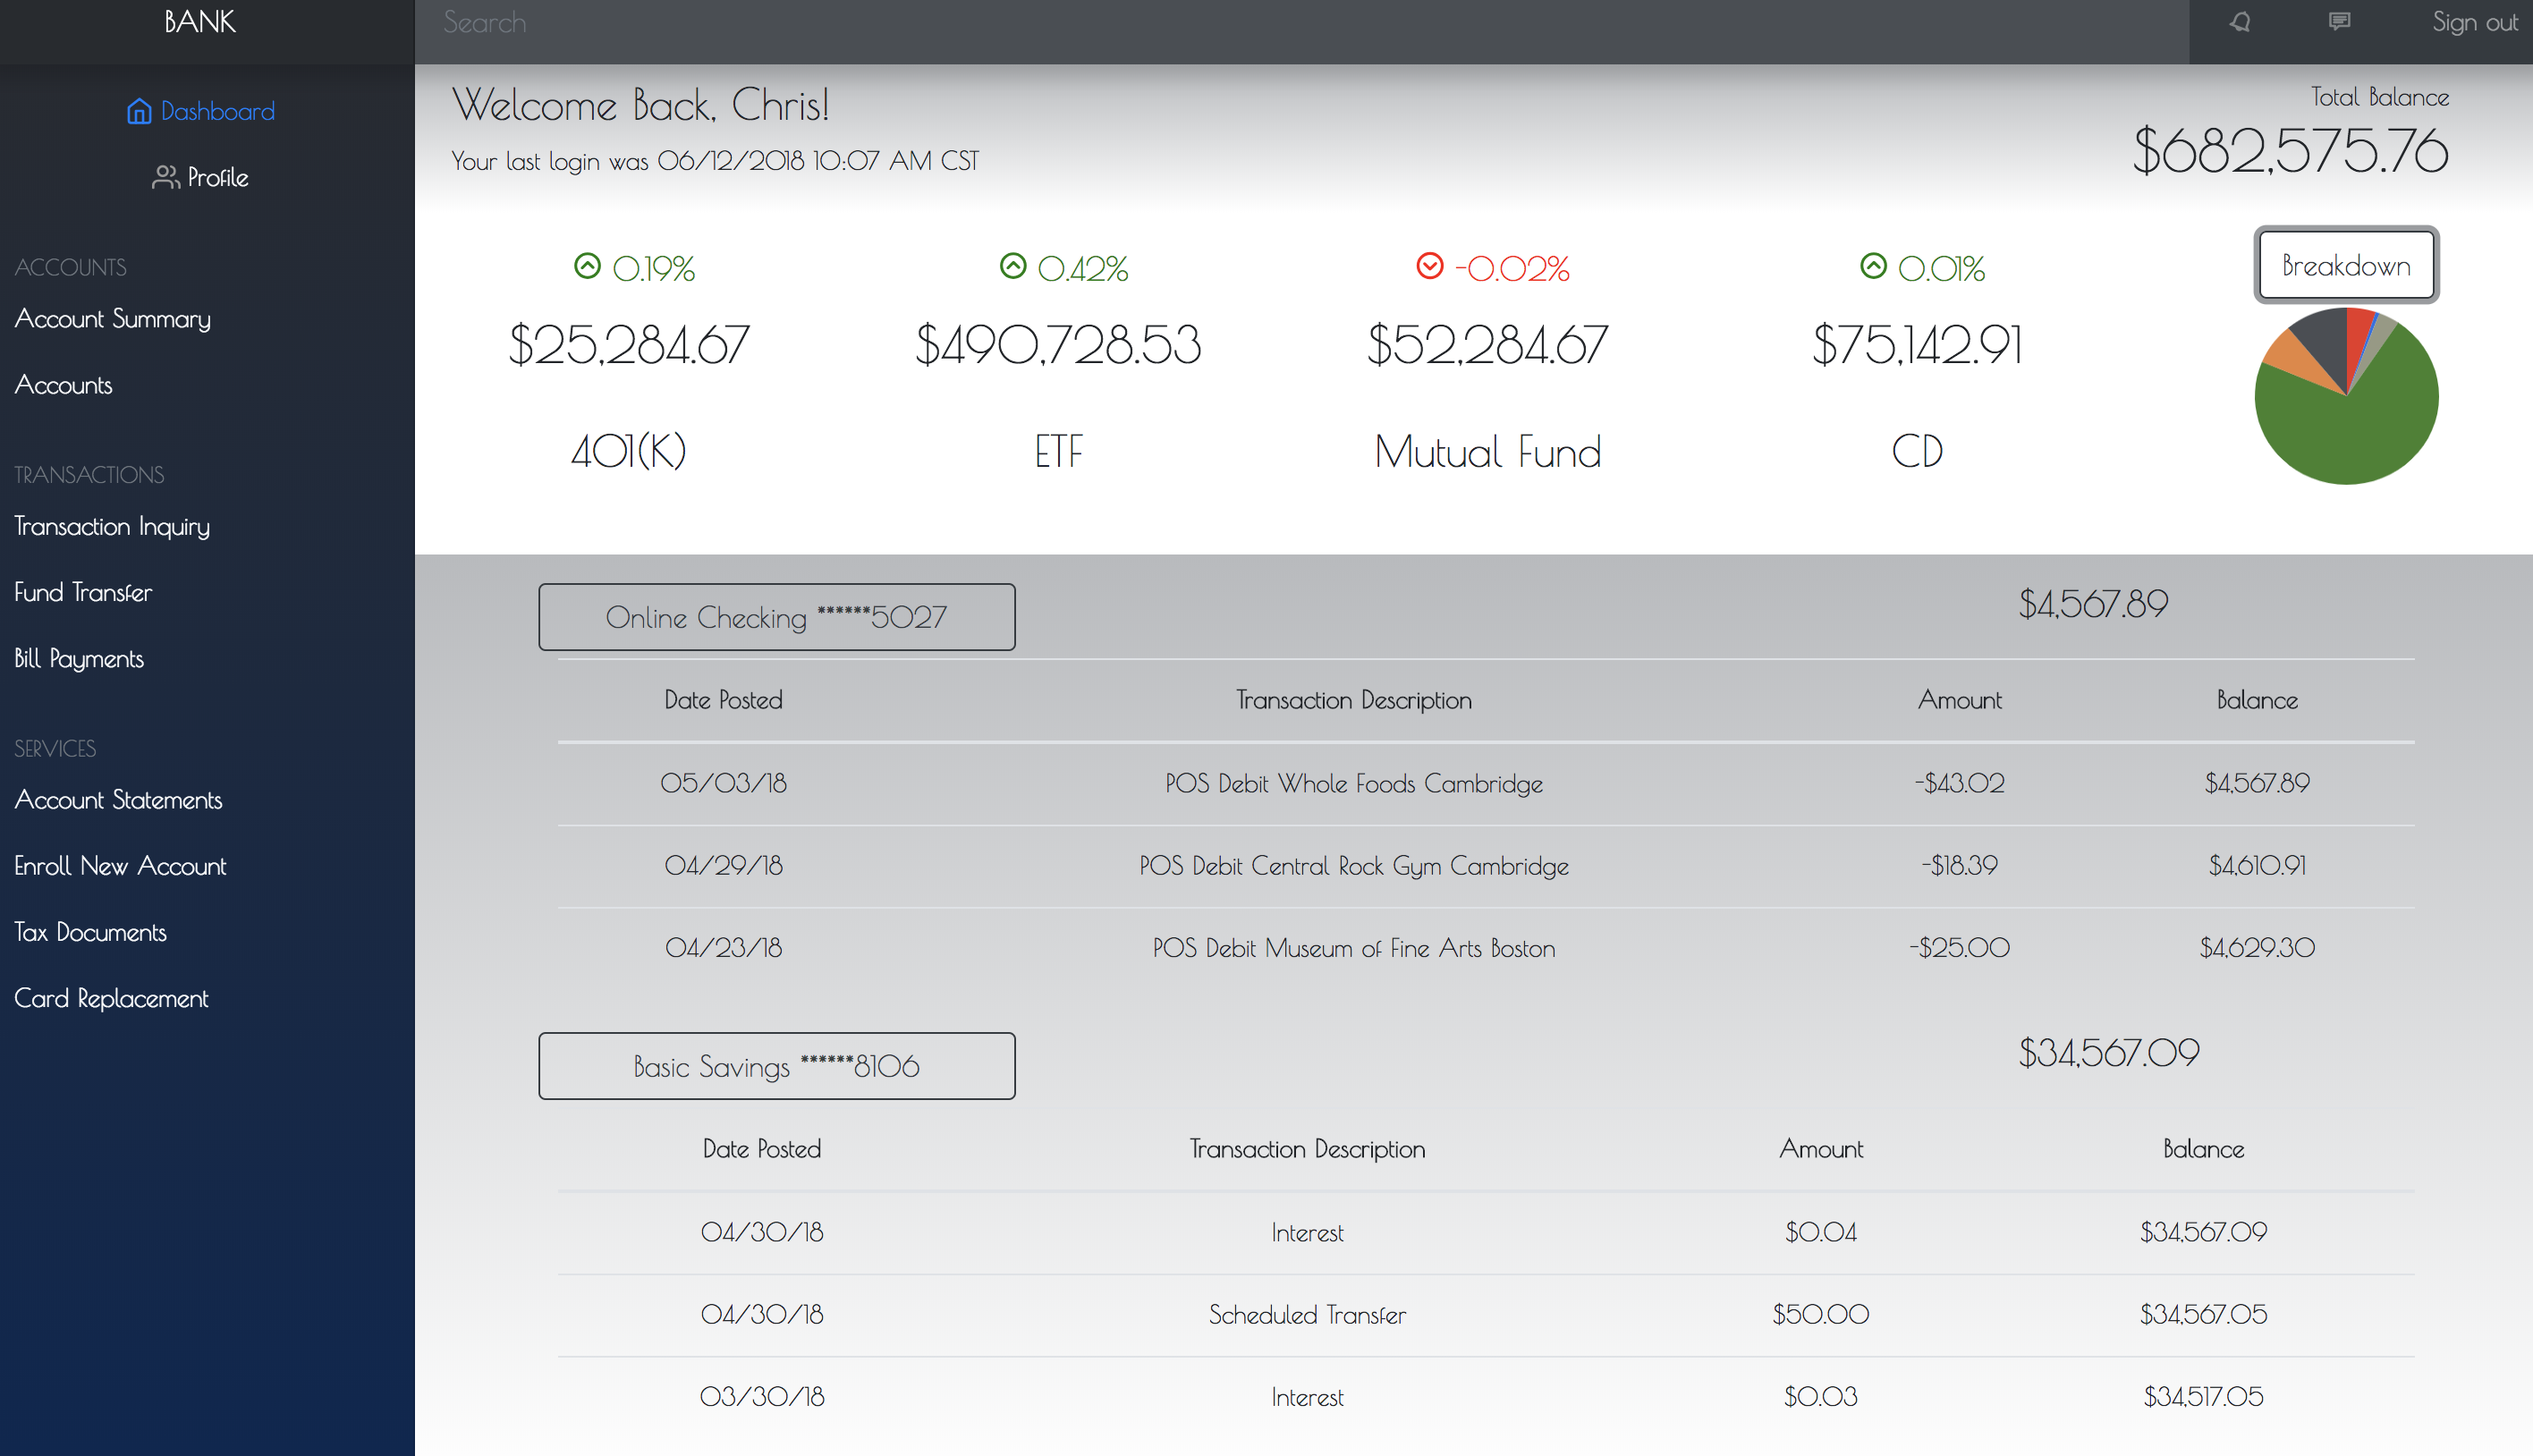 BANK
Search
Sign out
Dashboard
Profile
ACCOUNTS
Account Summary
Accounts
TRANSACTIONS
Transaction Inquiry
Fund Transfer
Bill Payments
SERVICES
Account Statements
Enroll New Account
Tax Documents
Card Replacement
Welcome Back, Chris!
Your last login was 06/12/2018 10:07 AM CST
Total Balance
$682,575.76
0.19% 0.42% -0.02% 0.01%
$25,284.67 $490,728.53 $52,284.67 $75,142.91
401(K) ETF Mutual Fund CD
Breakdown
Online Checking ******5027 $4,567.89
Date Posted Transaction Description Amount Balance
05/03/18 POS Debit Whole Foods Cambridge -$43.02 $4,567.89
04/29/18 POS Debit Central Rock Gym Cambridge -$18.39 $4,610.91
04/23/18 POS Debit Museum of Fine Arts Boston -$25.00 $4,629.30
Basic Savings ******8106 $34,567.09
Date Posted Transaction Description Amount Balance
04/30/18 Interest $0.04 $34,567.09
04/30/18 Scheduled Transfer $50.00 $34,567.05
03/30/18 Interest $0.03 $34,517.05